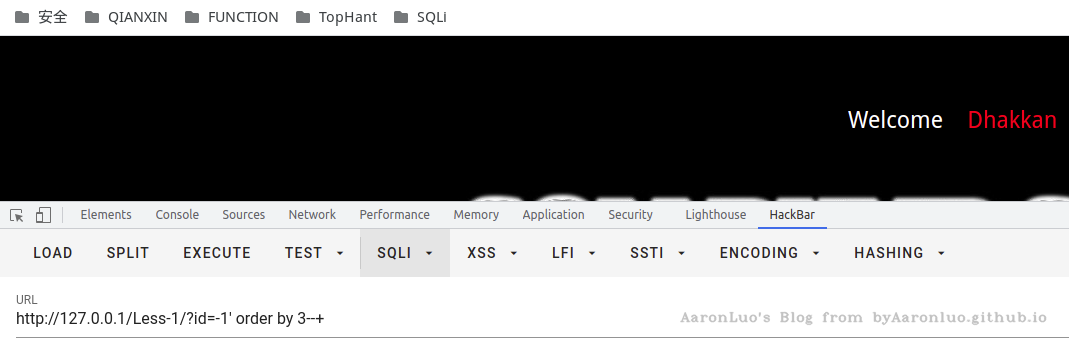 安全 QIANXIN FUNCTION TopHant SQLi
Welcome Dhakkan
Elements Console Sources Network Performance Memory Application Security Lighthouse HackBar
LOAD SPLIT EXECUTE TEST SQLI XSS LFI SSTI ENCODING HASHING
URL
http://127.0.0.1/Less-1/?id=-1' order by 3--+
AaronLuo's Blog from byAaronluo.github.io